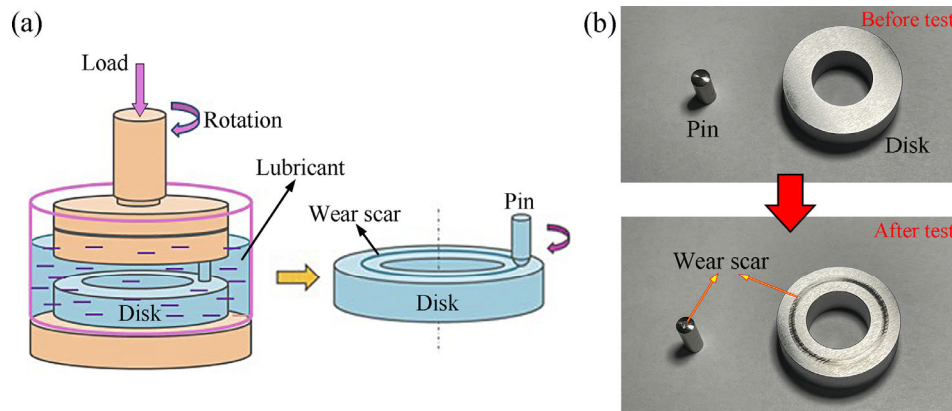 (a)
Load
Rotation
Lubricant
Wear scar
Pin
Disk
Disk
(b)
Before test
Pin
Disk
After test
Wear scar